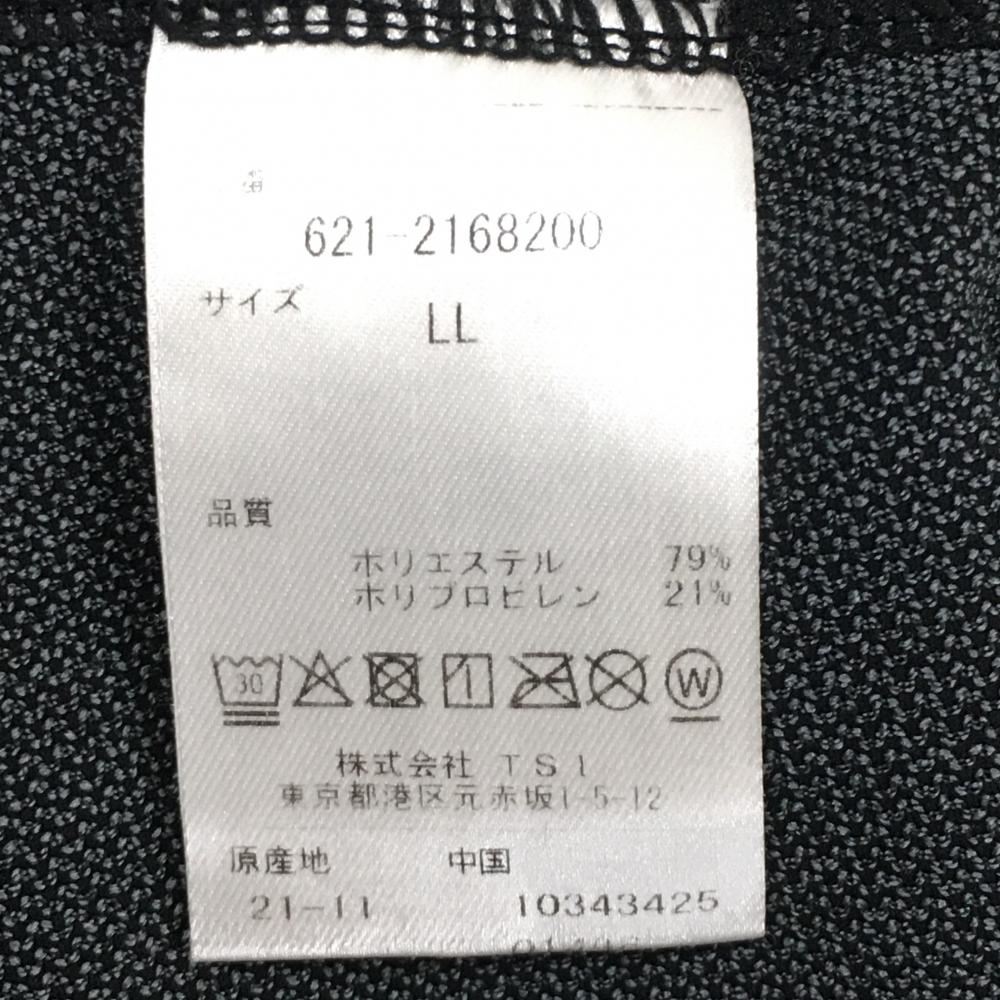 621-2168200
サイズ
LL
品質
ポリエステル 79%
ポリプロピレン 21%
30
W
株式会社 TSI
東京都港区元赤坂1-5-12
原産地 中国
21-11 10343425